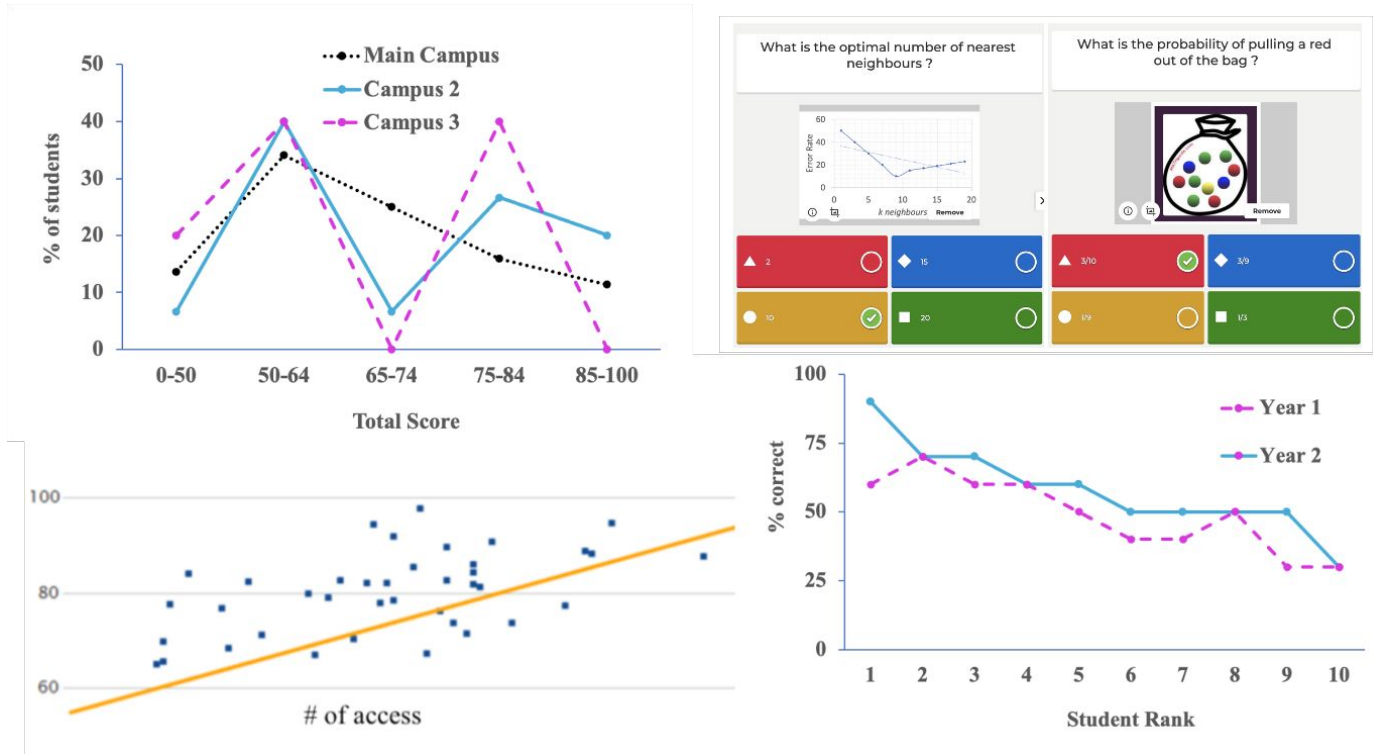 Main Campus
Campus 2
Campus 3
50
40
30
20
10
0
% of students
0-50 50-64 65-74 75-84 85-100
Total Score
What is the optimal number of nearest
neighbours ?
60
40
20
0
Error Rate
0 5 10 15 20
k neighbours Remove
2 15
10 20
What is the probability of pulling a red
out of the bag ?
Remove
3/10 3/9
1/9 1/3
100
80
60
# of access
100
75
50
25
0
% correct
Year 1
Year 2
1 2 3 4 5 6 7 8 9 10
Student Rank